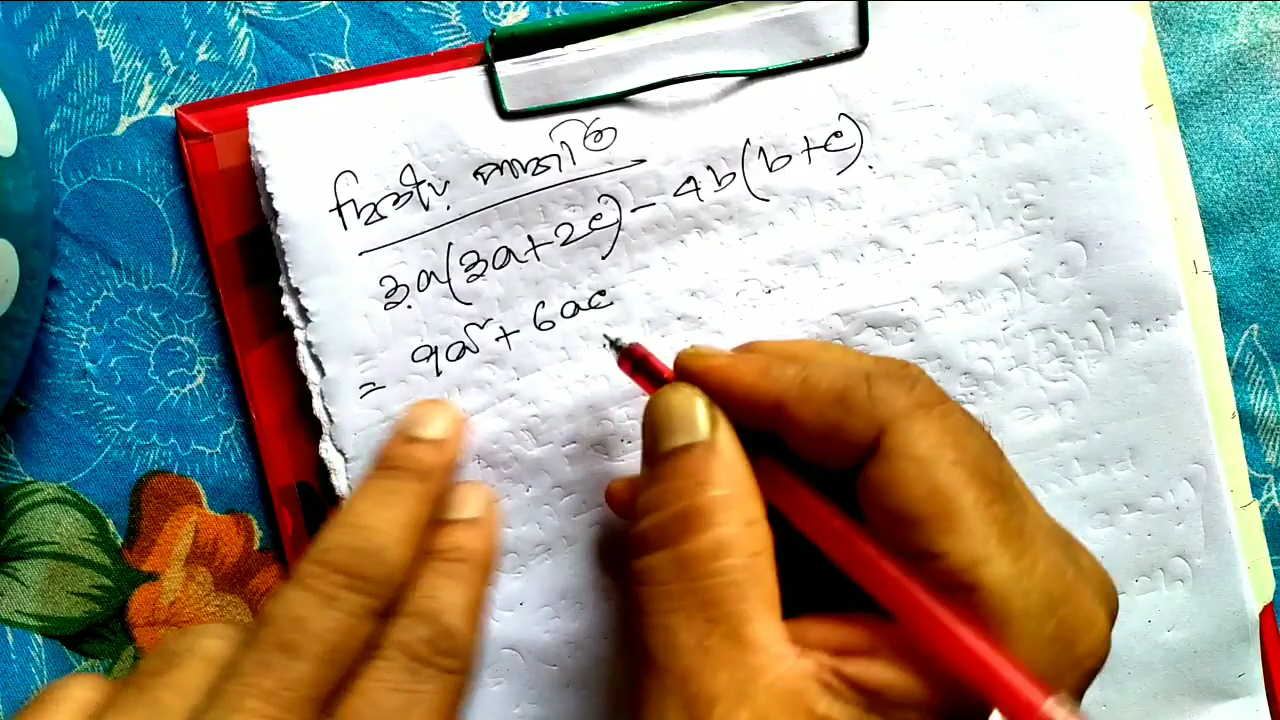 3a(3a+2c) - 4b(b+c)
= 9a² + 6ac